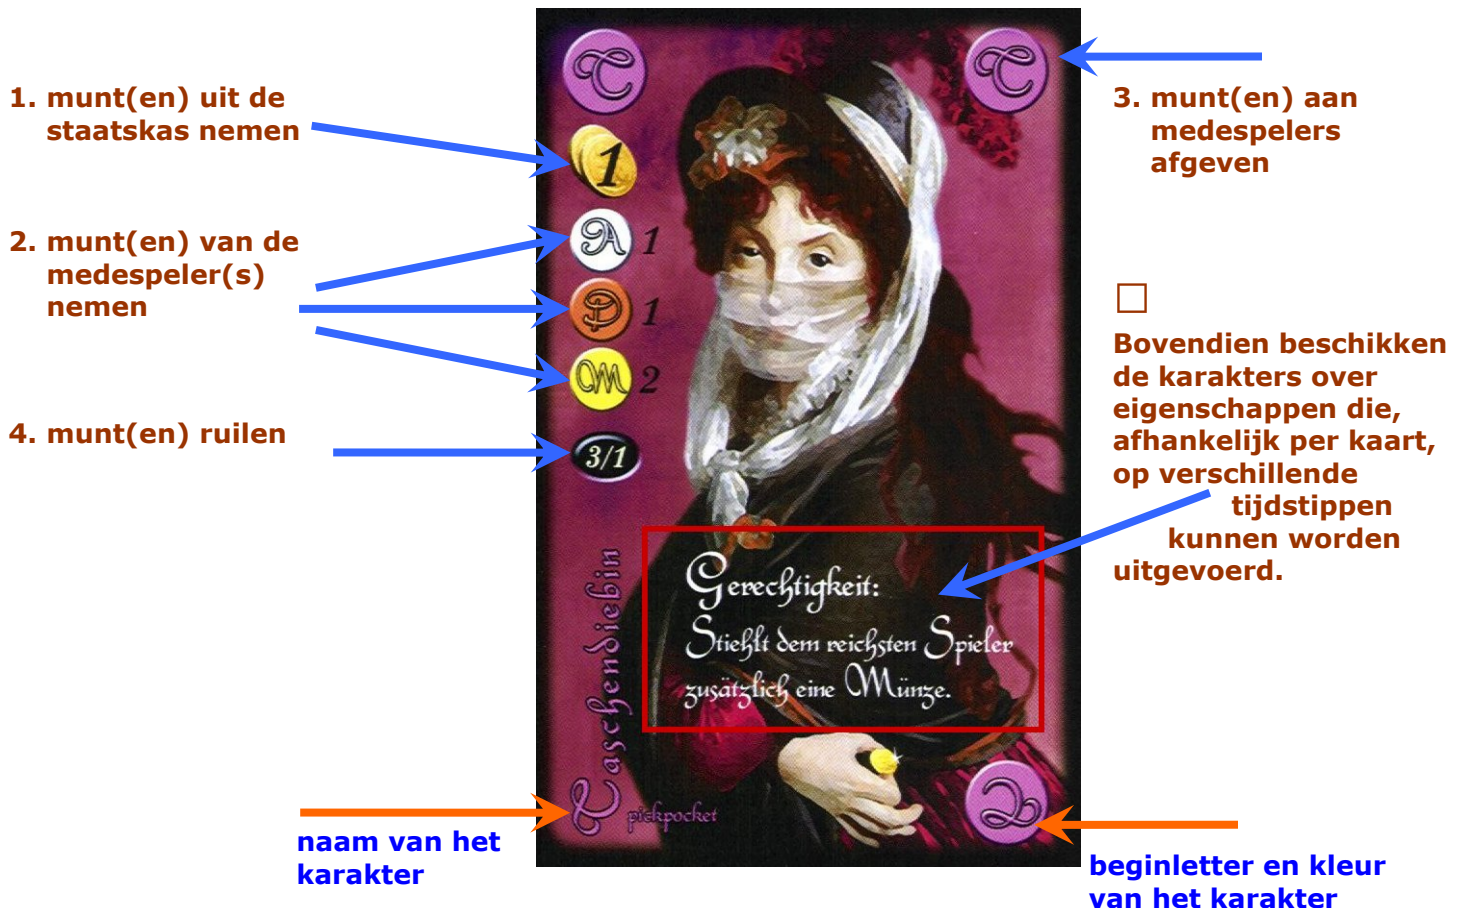 1. munt(en) uit de
staatskas nemen
2. munt(en) van de
medespeler(s)
nemen
4. munt(en) ruilen
T
T
1
A 1
D 1
M 2
3/1
Gerechtigkeit:
Stiehlt dem reichsten Spieler
zusätzlich eine Münze.
Taschendiebin
pickpocket
T
3. munt(en) aan
medespelers
afgeven
Bovendien beschikken
de karakters over
eigenschappen die,
afhankelijk per kaart,
op verschillende
tijdstippen
kunnen worden
uitgevoerd.
naam van het
karakter
beginletter en kleur
van het karakter